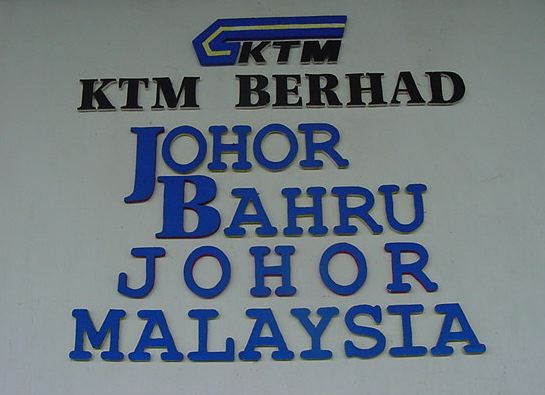 KTM
KTM BERHAD
JOHOR
BAHRU
JOHOR
MALAYSIA